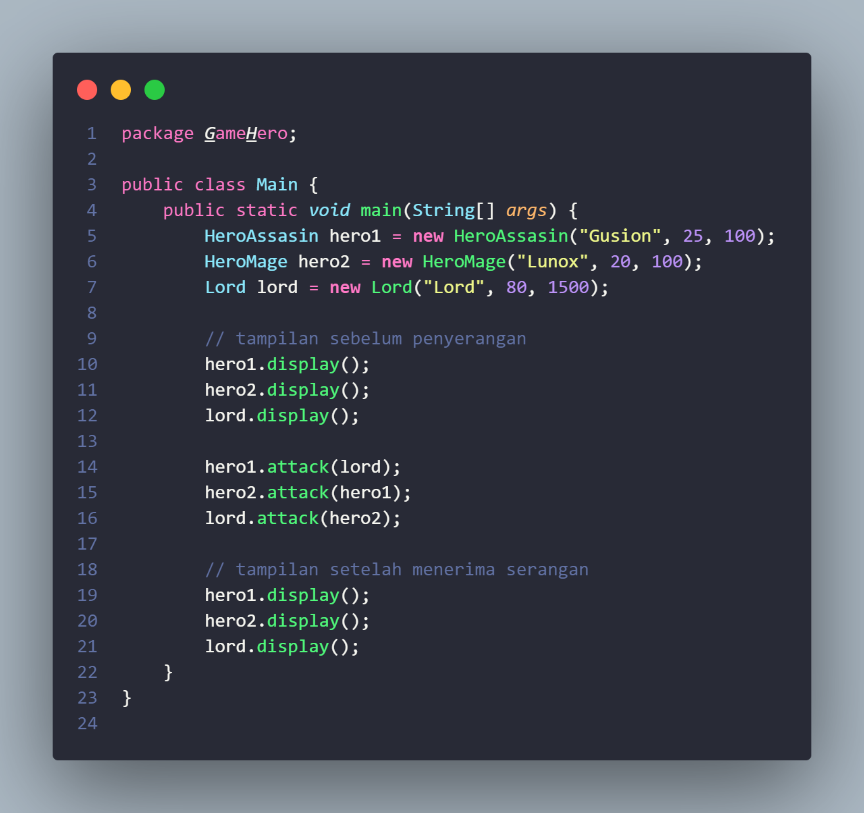 1 package GameHero;
2
3 public class Main {
4     public static void main(String[] args) {
5         HeroAssasin hero1 = new HeroAssasin("Gusion", 25, 100);
6         HeroMage hero2 = new HeroMage("Lunox", 20, 100);
7         Lord lord = new Lord("Lord", 80, 1500);
8
9         // tampilan sebelum penyerangan
10         hero1.display();
11         hero2.display();
12         lord.display();
13
14         hero1.attack(lord);
15         hero2.attack(hero1);
16         lord.attack(hero2);
17
18         // tampilan setelah menerima serangan
19         hero1.display();
20         hero2.display();
21         lord.display();
22     }
23 }
24